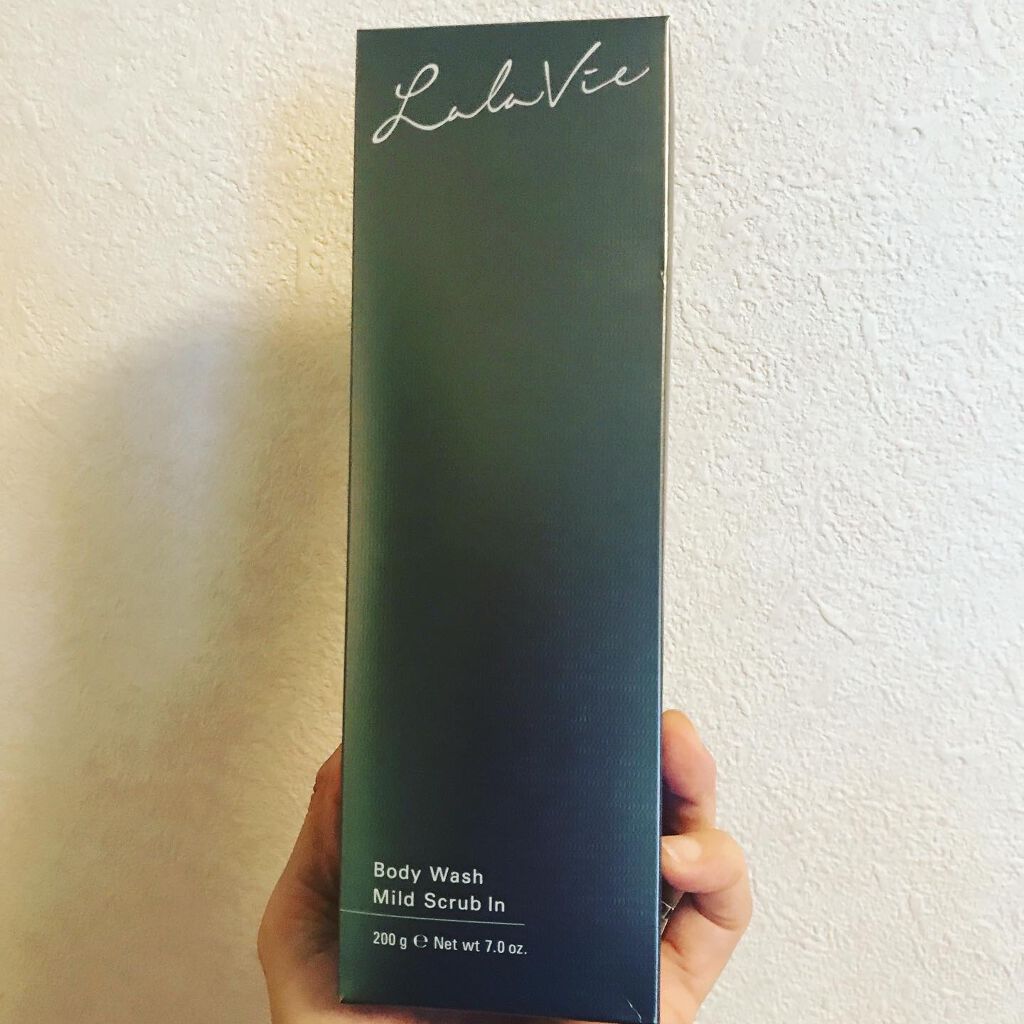 LalaVie
Body Wash
Mild Scrub In
200 g ℮ Net wt 7.0 oz.